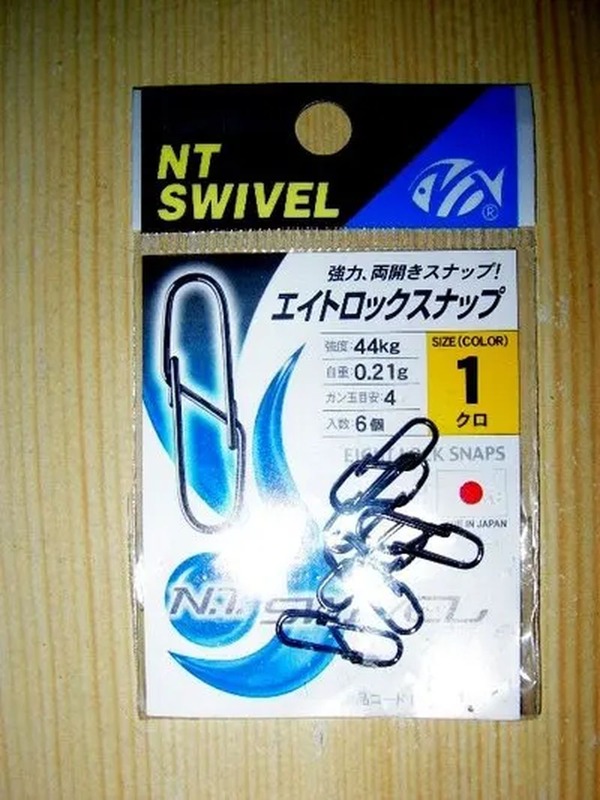 NT
SWIVEL
®
強力、両開きスナップ!
エイトロックスナップ
強度:44kg
自重:0.21g
ガン玉目安:4
入数:6個
SIZE(COLOR)
1
クロ
SNAPS
IN JAPAN
N.T.